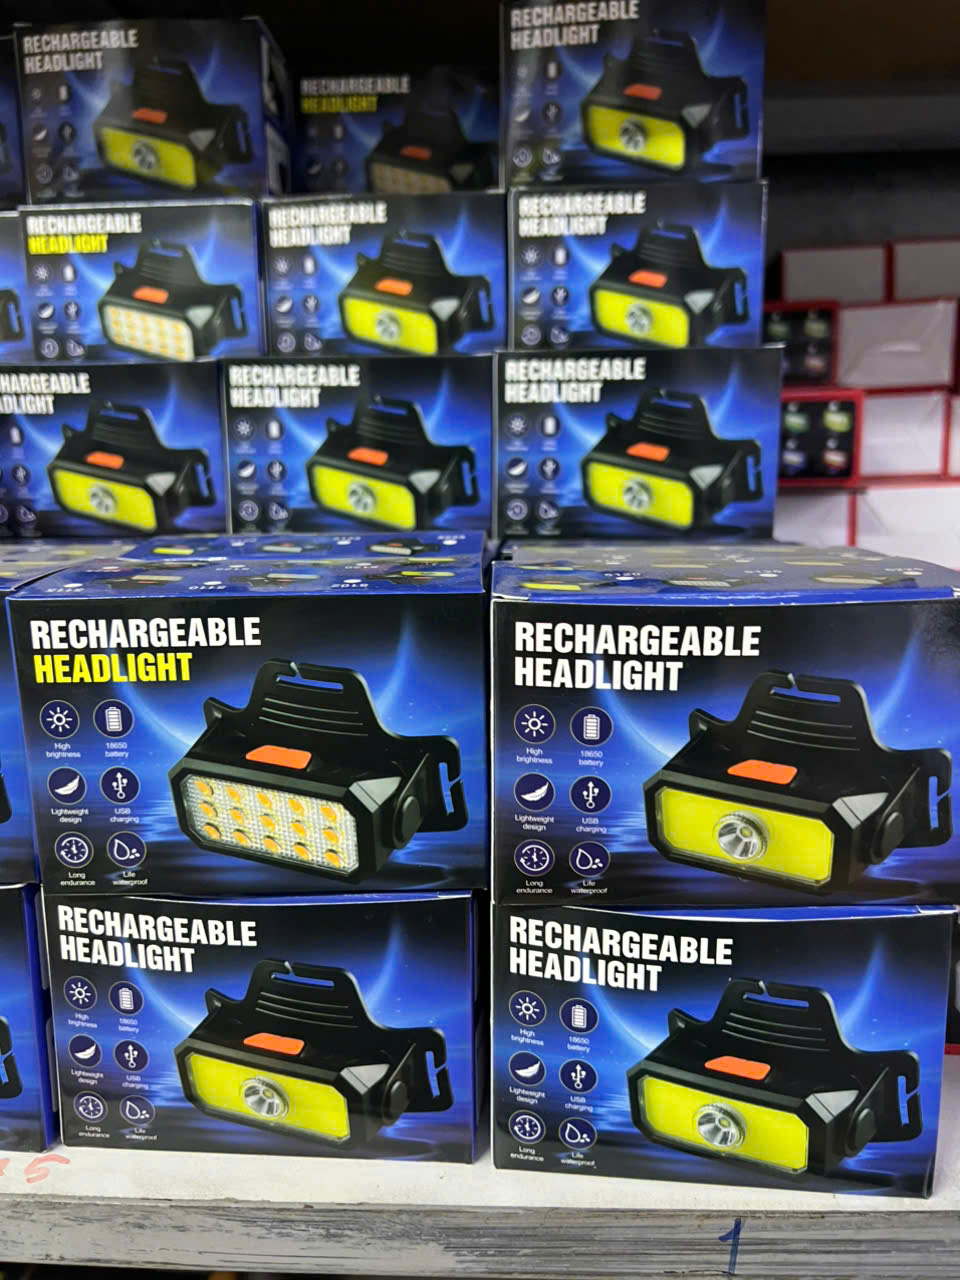 RECHARGEABLE
HEADLIGHT
RECHARGEABLE
HEADLIGHT
RECHARGEABLE
HEADLIGHT
RECHARGEABLE
HEADLIGHT
RECHARGEABLE
HEADLIGHT
RECHARGEABLE
HEADLIGHT
HARGEABLE
DLIGHT
RECHARGEABLE
HEADLIGHT
RECHARGEABLE
HEADLIGHT
RECHARGEABLE
HEADLIGHT
High
brightness
18650
battery
Lightweight
design
USB
charging
Long
endurance
Life
waterproof
RECHARGEABLE
HEADLIGHT
High
brightness
18650
battery
Lightweight
design
USB
charging
Long
endurance
Life
waterproof
RECHARGEABLE
HEADLIGHT
High
brightness
18650
battery
Lightweight
design
USB
charging
Long
endurance
Life
waterproof
RECHARGEABLE
HEADLIGHT
High
brightness
18650
battery
Lightweight
design
USB
charging
Long
endurance
Life
waterproof
1